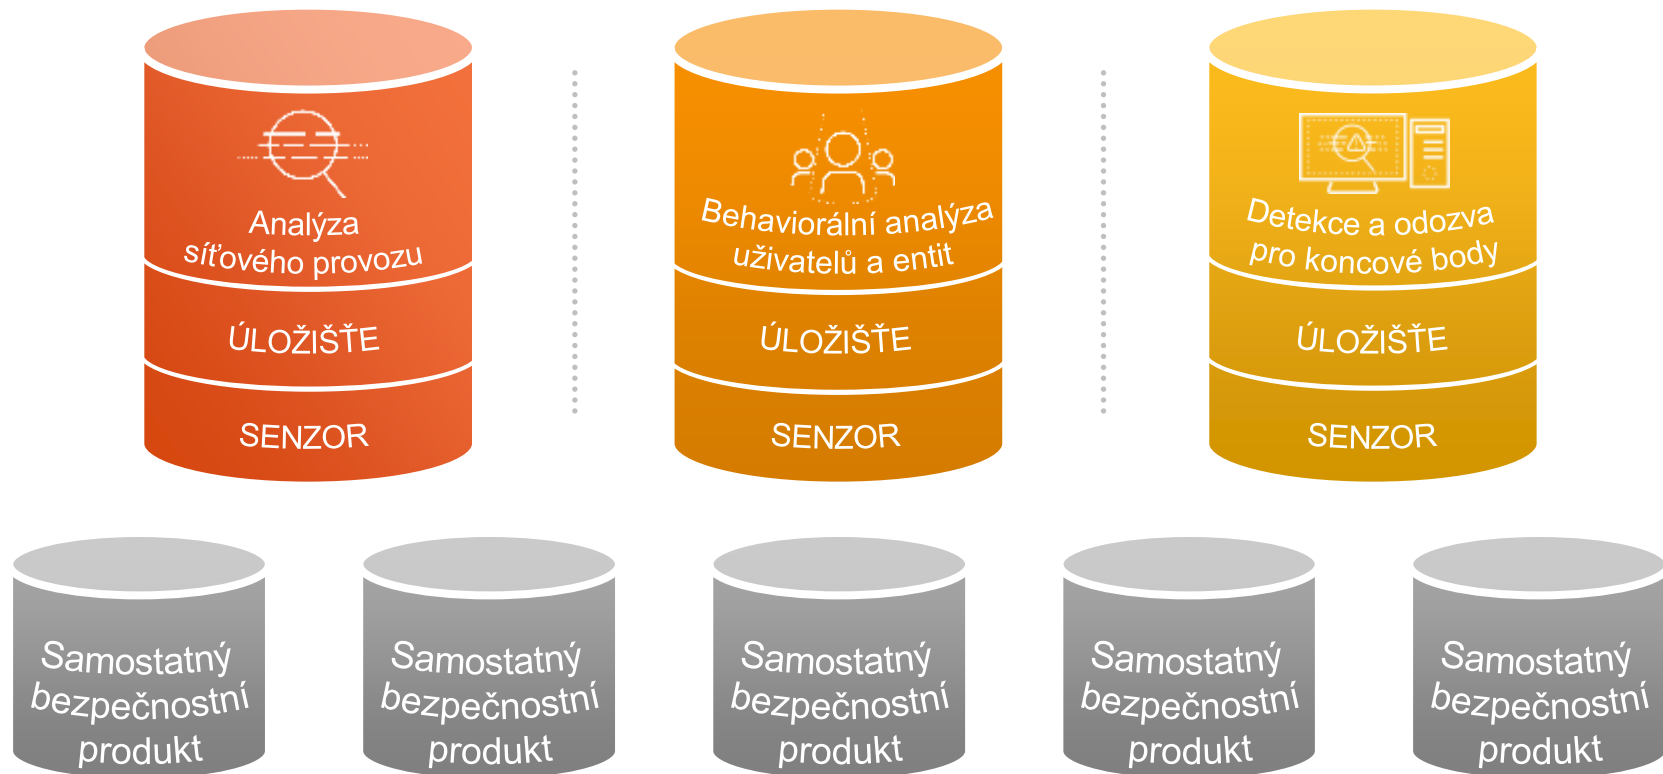 Analýza
síťového provozu
ÚLOŽIŠŤE
SENZOR
Behaviorální analýza
uživatelů a entit
ÚLOŽIŠŤE
SENZOR
Detekce a odozva
pro koncové body
ÚLOŽIŠŤE
SENZOR
Samostatný
bezpečnostní
produkt
Samostatný
bezpečnostní
produkt
Samostatný
bezpečnostní
produkt
Samostatný
bezpečnostní
produkt
Samostatný
bezpečnostní
produkt